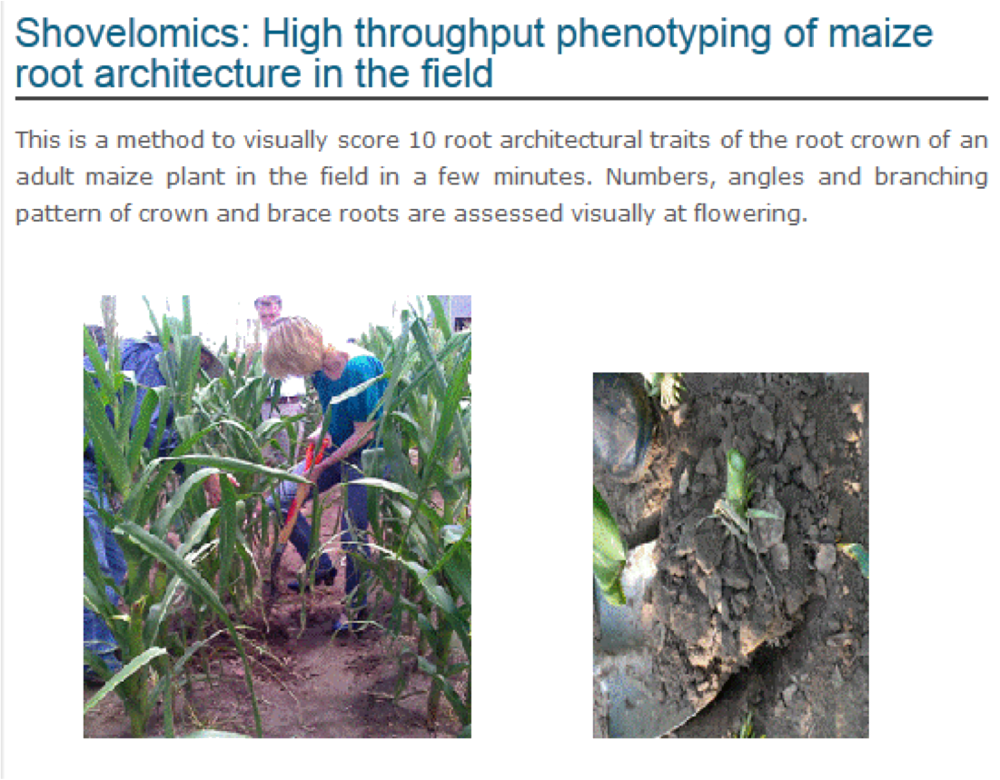 Shovelomics: High throughput phenotyping of maize
root architecture in the field
This is a method to visually score 10 root architectural traits of the root crown of an
adult maize plant in the field in a few minutes. Numbers, angles and branching
pattern of crown and brace roots are assessed visually at flowering.